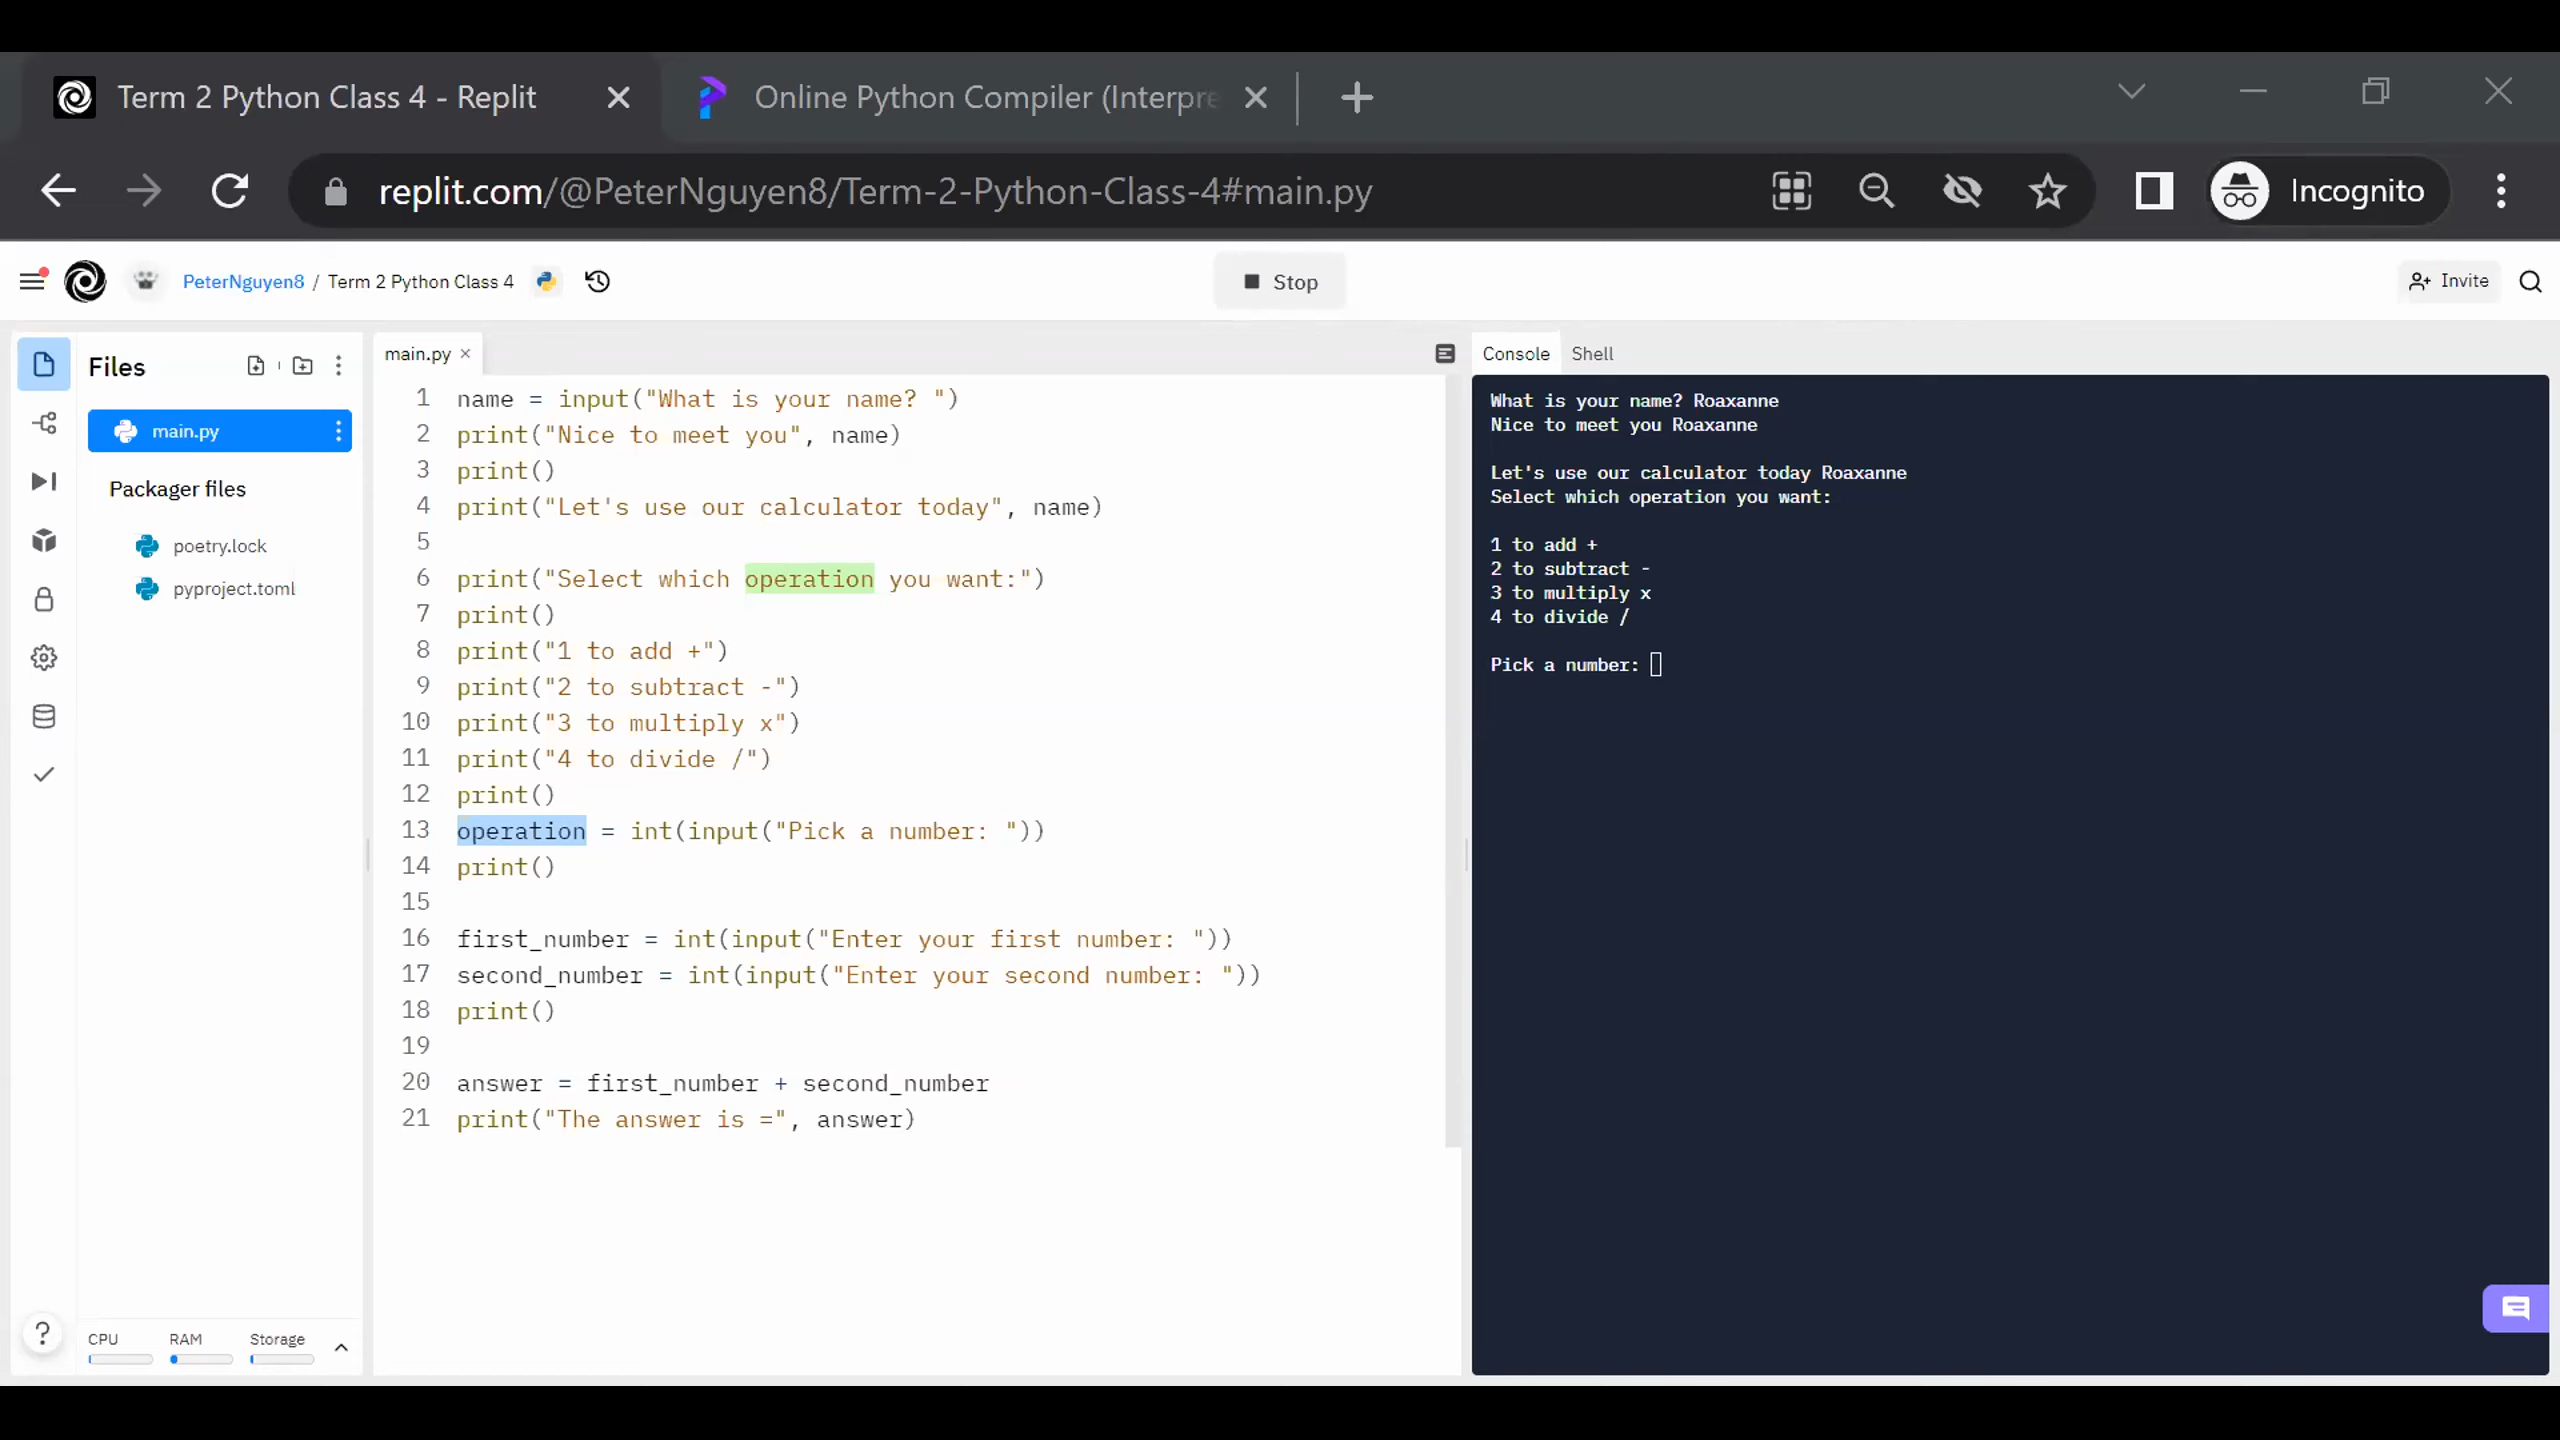 Term 2 Python Class 4 - Replit
Online Python Compiler (Interpre
replit.com/@PeterNguyen8/Term-2-Python-Class-4#main.py
Incognito
PeterNguyen8 / Term 2 Python Class 4
Stop
Invite
Files
main.py
Packager files
poetry.lock
pyproject.toml
CPU
RAM
Storage
?
main.py
1 name = input("What is your name? ")
2 print("Nice to meet you", name)
3 print()
4 print("Let's use our calculator today", name)
5
6 print("Select which operation you want:")
7 print()
8 print("1 to add +")
9 print("2 to subtract -")
10 print("3 to multiply x")
11 print("4 to divide /")
12 print()
13 operation = int(input("Pick a number: "))
14 print()
15
16 first_number = int(input("Enter your first number: "))
17 second_number = int(input("Enter your second number: "))
18 print()
19
20 answer = first_number + second_number
21 print("The answer is =", answer)
Console Shell
What is your name? Roaxanne
Nice to meet you Roaxanne
Let's use our calculator today Roaxanne
Select which operation you want:
1 to add +
2 to subtract -
3 to multiply x
4 to divide /
Pick a number: